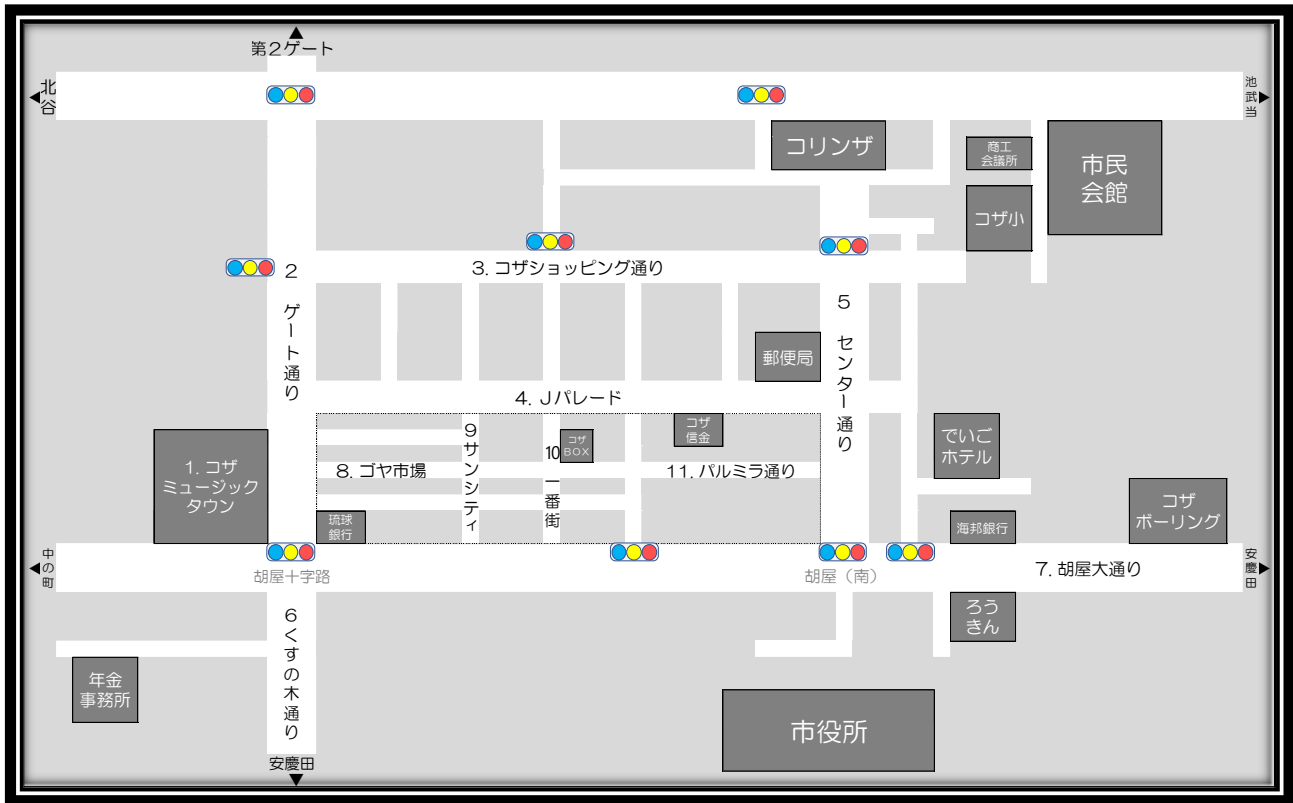 第2ゲート
北谷
池武当
コリンザ
商工
会議所
市民
会館
コザ小
3. コザショッピング通り
2 ゲート通り
5 センター通り
郵便局
4. Jパレード
9サンシティ
10 一番街
コザ
BOX
コザ
信金
でいご
ホテル
1. コザ
ミュージック
タウン
8. ゴヤ市場
11. パルミラ通り
琉球
銀行
海邦銀行
コザ
ボーリング
中の町
胡屋十字路
胡屋(南)
7. 胡屋大通り
安慶田
6くすの木通り
ろう
きん
年金
事務所
市役所
安慶田